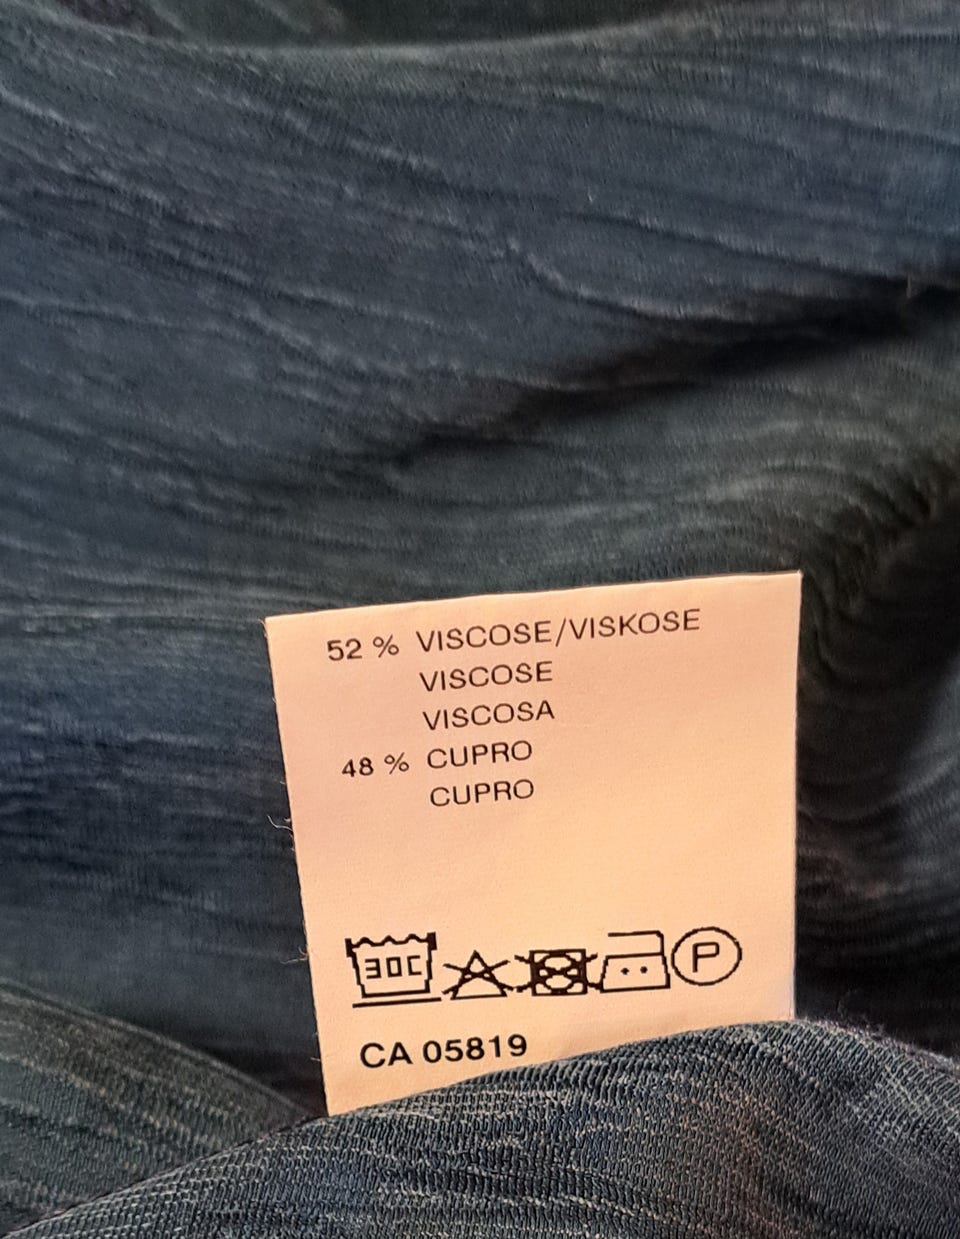 52 % VISCOSE/VISKOSE
VISCOSE
VISCOSA
48 % CUPRO
CUPRO
30C P
CA 05819